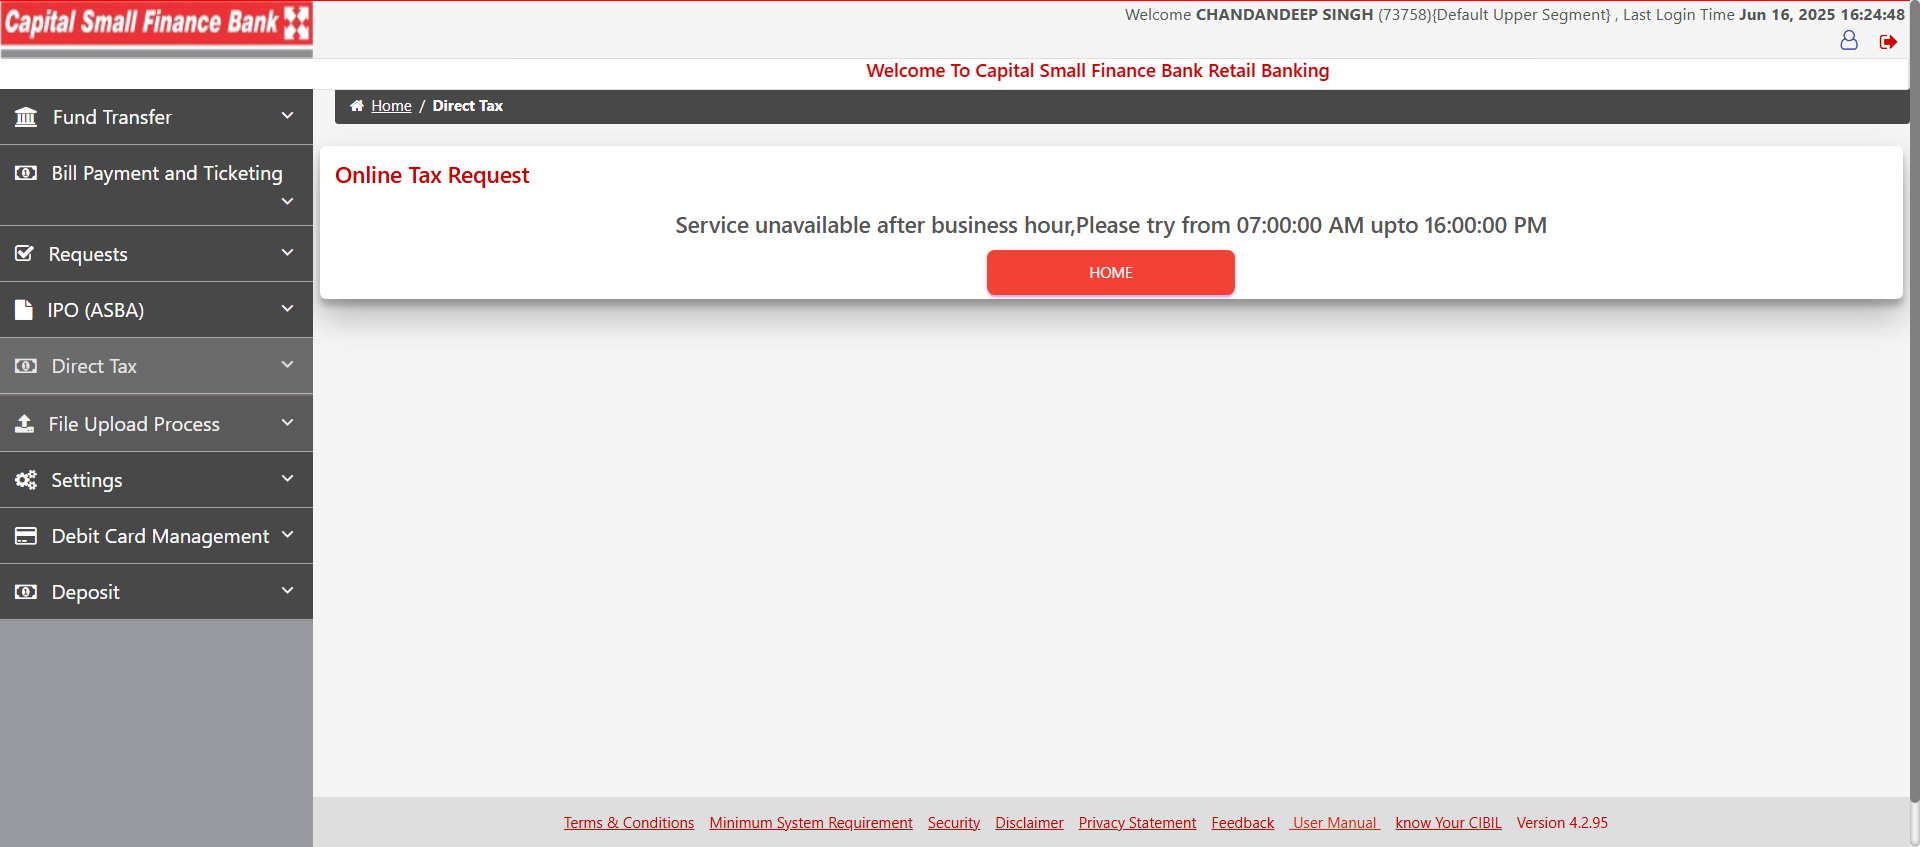 Capital Small Finance Bank
Welcome CHANDANDEEP SINGH (73758){Default Upper Segment} , Last Login Time Jun 16, 2025 16:24:48
Welcome To Capital Small Finance Bank Retail Banking
Home / Direct Tax
Fund Transfer
Bill Payment and Ticketing
Requests
IPO (ASBA)
Direct Tax
File Upload Process
Settings
Debit Card Management
Deposit
Online Tax Request
Service unavailable after business hour,Please try from 07:00:00 AM upto 16:00:00 PM
HOME
Terms & Conditions Minimum System Requirement Security Disclaimer Privacy Statement Feedback User Manual know Your CIBIL Version 4.2.95